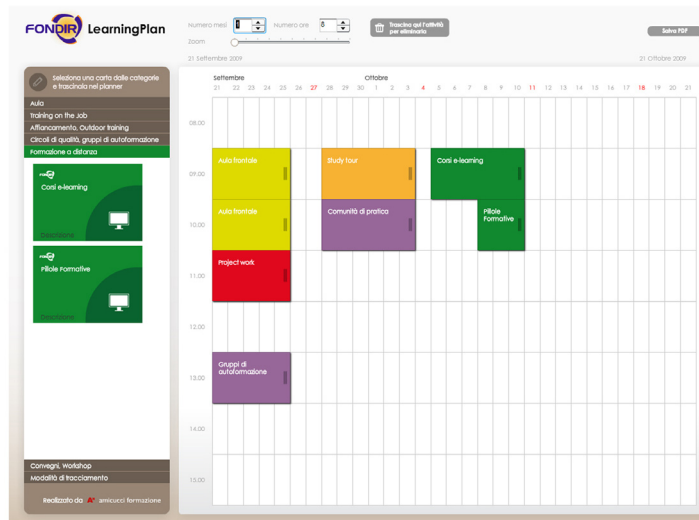 FONDIR LearningPlan
Numero mesi 1 Numero ore 8
Trascina qui l'attività
per eliminarla
Zoom
Salva PDF
21 Settembre 2009
21 Ottobre 2009
Seleziona una carta dalle categorie
e trascinala nel planner
Aula
Training on the Job
Affiancamento, Outdoor training
Circoli di qualità, gruppi di autoformazione
Formazione a distanza
FONDIR
Corsi e-learning
Descrizione
FONDIR
Pillole Formative
Descrizione
Convegni, Workshop
Modalità di tracciamento
Realizzato da A+ amicucci formazione
Settembre Ottobre
21 22 23 24 25 26 27 28 29 30 1 2 3 4 5 6 7 8 9 10 11 12 13 14 15 16 17 18 19 20 21
08.00
09.00
Aula frontale
Study tour
Corsi e-learning
10.00
Aula frontale
Comunità di pratica
Pillole
Formative
11.00
Project work
12.00
13.00
Gruppi di
autoformazione
14.00
15.00